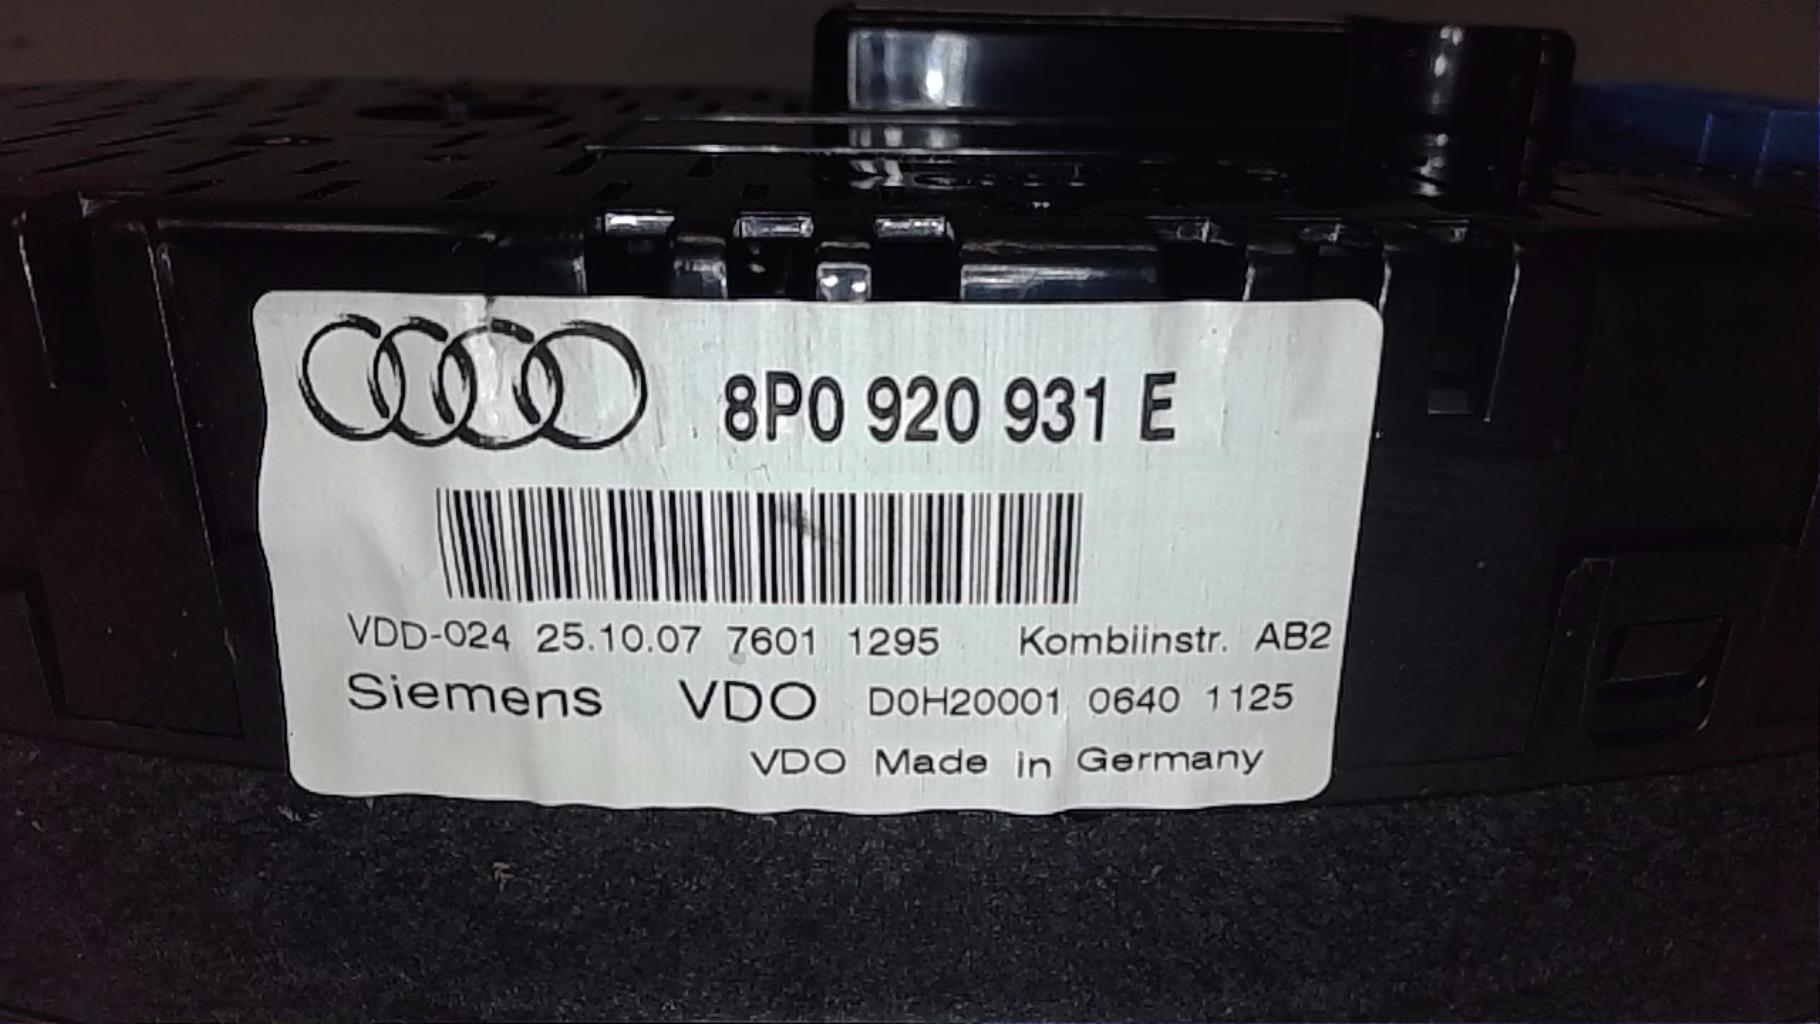 8P0 920 931 E
VDD-024 25.10.07 7601 1295 Kombiinstr. AB2
Siemens VDO D0H20001 0640 1125
VDO Made in Germany